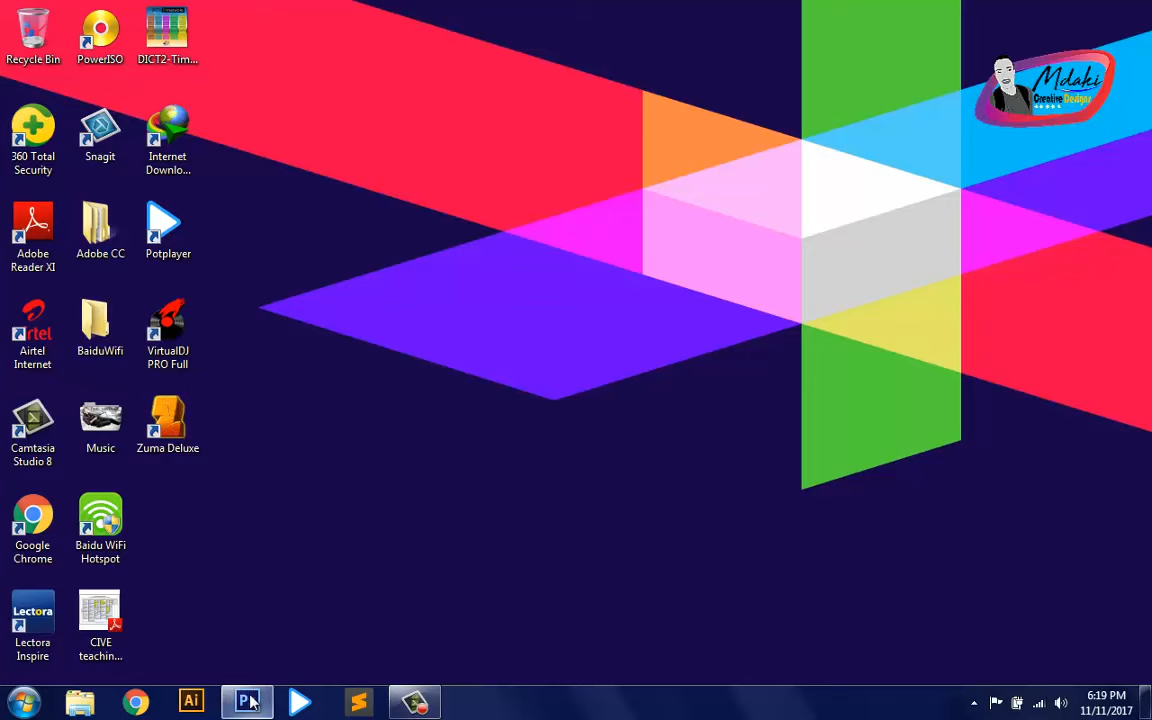 Recycle Bin
PowerISO
DICT2-Tim...
Mdaki
Creative Designs
360 Total
Security
Snagit
Internet
Downlo...
Adobe
Reader XI
Adobe CC
Potplayer
airtel
Airtel
Internet
BaiduWifi
VirtualDJ
PRO Full
Camtasia
Studio 8
Music
Zuma Deluxe
Google
Chrome
Baidu WiFi
Hotspot
Lectora
Lectora
Inspire
CIVE
teachin...
Ai
Ps
6:19 PM
11/11/2017